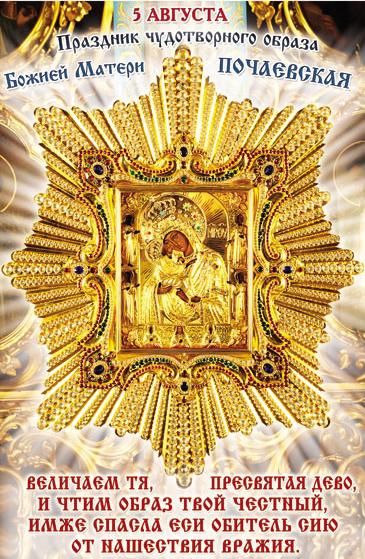 5 АВГУСТА
Праздник чудотворного образа
Божией Матери ПОЧАЕВСКАЯ
ВЕЛИЧАЕМ ТЯ, ПРЕСВЯТАЯ ДЕВО,
И ЧТИМ ОБРАЗ ТВОЙ ЧЕСТНЫЙ,
ИМЖЕ СПАСЛА ЕСИ ОБИТЕЛЬ СИЮ
ОТ НАШЕСТВИЯ ВРАЖИЯ.